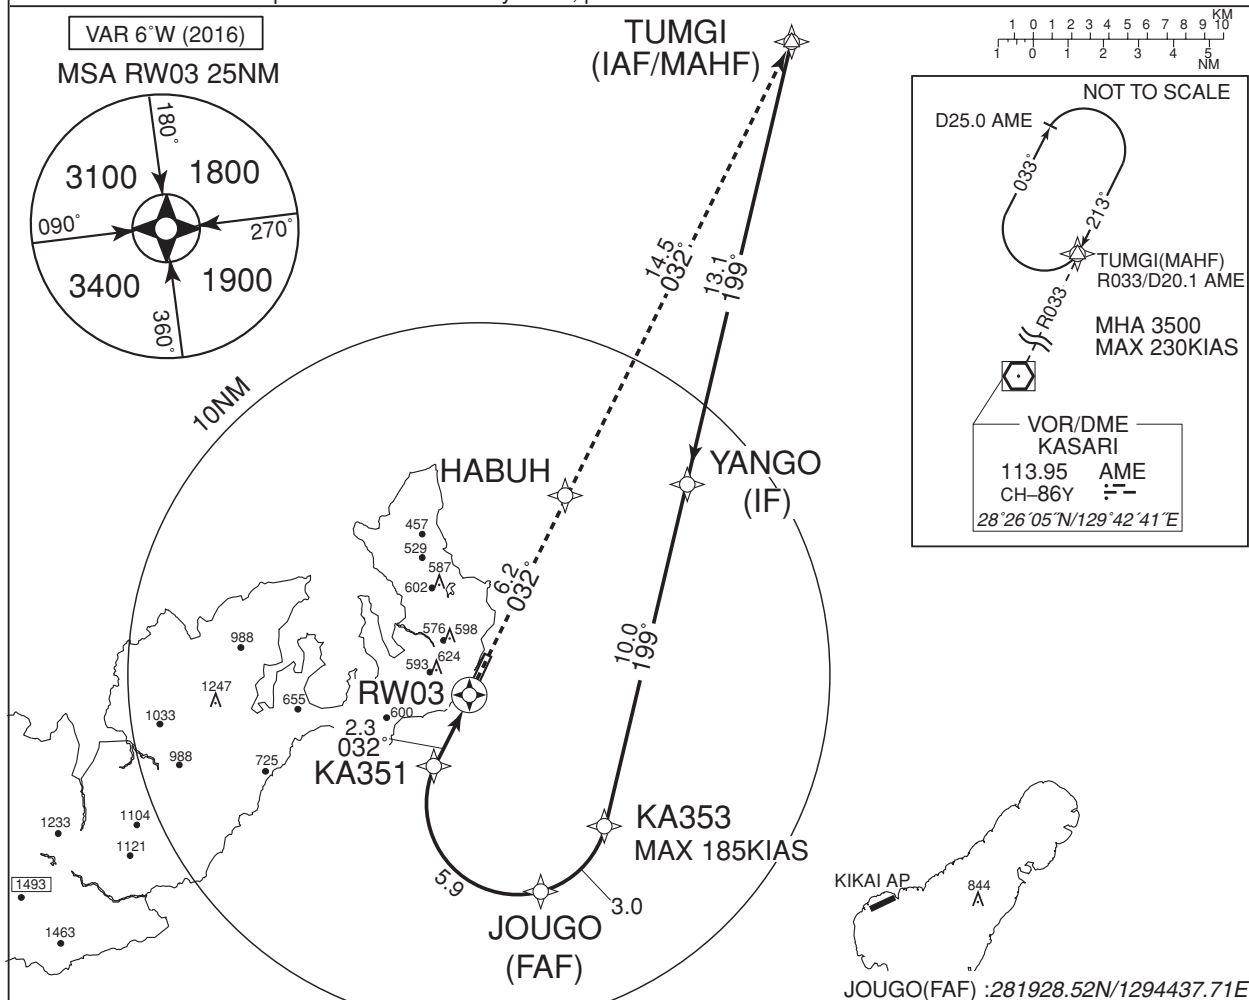 VAR 6°W (2016)
MSA RW03 25NM
180°
3100
1800
090°
270°
3400
1900
360°
TUMGI
(IAF/MAHF)
KM
1 0 1 2 3 4 5 6 7 8 9 10
1 0 1 2 3 4 5
NM
NOT TO SCALE
D25.0 AME
033°
213°
TUMGI(MAHF)
R033/D20.1 AME
R033
MHA 3500
MAX 230KIAS
VOR/DME
KASARI
113.95 AME
CH–86Y
28°26´05˝N/129°42´41˝E
14.5
032°
13.1
199°
10NM
HABUH
YANGO
(IF)
457
529
587
602
6.2
032°
576
598
593
624
10.0
199°
988
1247
655
1033
RW03
600
2.3
032°
KA351
988
725
1233
1104
1121
1493
1463
KA353
MAX 185KIAS
5.9
3.0
JOUGO
(FAF)
KIKAI AP
844
JOUGO(FAF) :281928.52N/1294437.71E